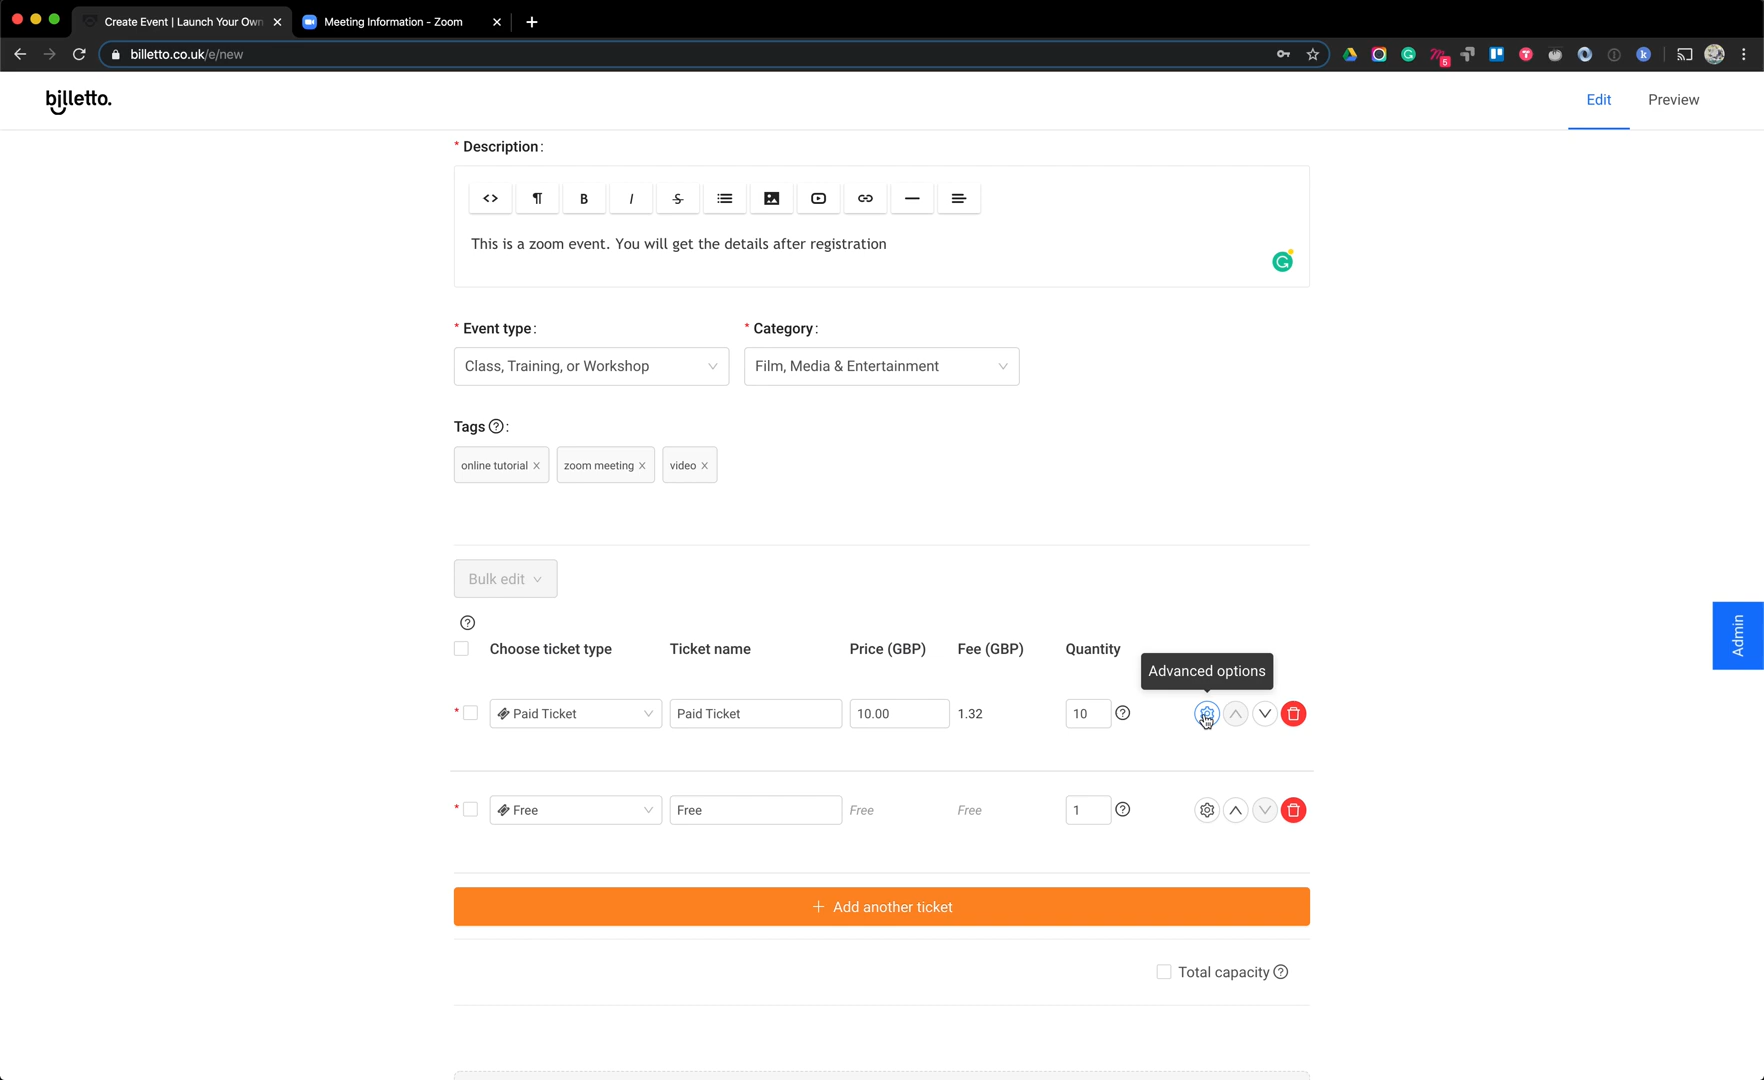 Create Event | Launch Your Own
Meeting Information - Zoom
billetto.co.uk/e/new
5
k
billetto.
Edit
Preview
* Description:
B
I
S
This is a zoom event. You will get the details after registration
* Event type:
* Category:
Class, Training, or Workshop
Film, Media & Entertainment
Tags ?:
online tutorial ×
zoom meeting ×
video ×
Bulk edit
?
Choose ticket type
Ticket name
Price (GBP)
Fee (GBP)
Quantity
Advanced options
Admin
* Paid Ticket
Paid Ticket
10.00
1.32
10
?
* Free
Free
Free
Free
1
?
+ Add another ticket
Total capacity ?